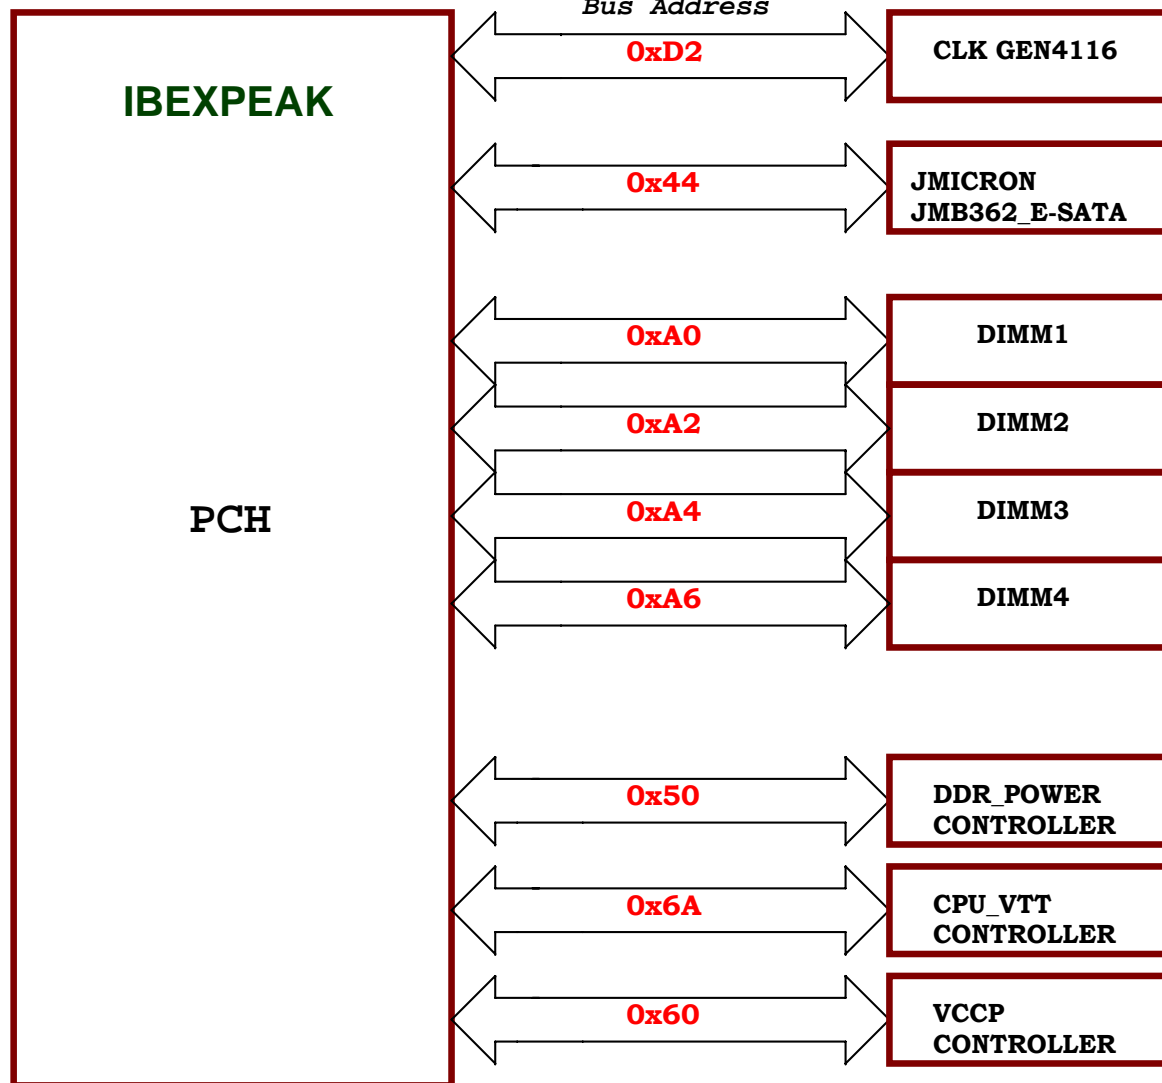 Bus Address
0xD2
CLK GEN4116
IBEXPEAK
0x44
JMICRON
JMB362_E-SATA
0xA0
DIMM1
0xA2
DIMM2
PCH
0xA4
DIMM3
0xA6
DIMM4
0x50
DDR_POWER
CONTROLLER
0x6A
CPU_VTT
CONTROLLER
0x60
VCCP
CONTROLLER